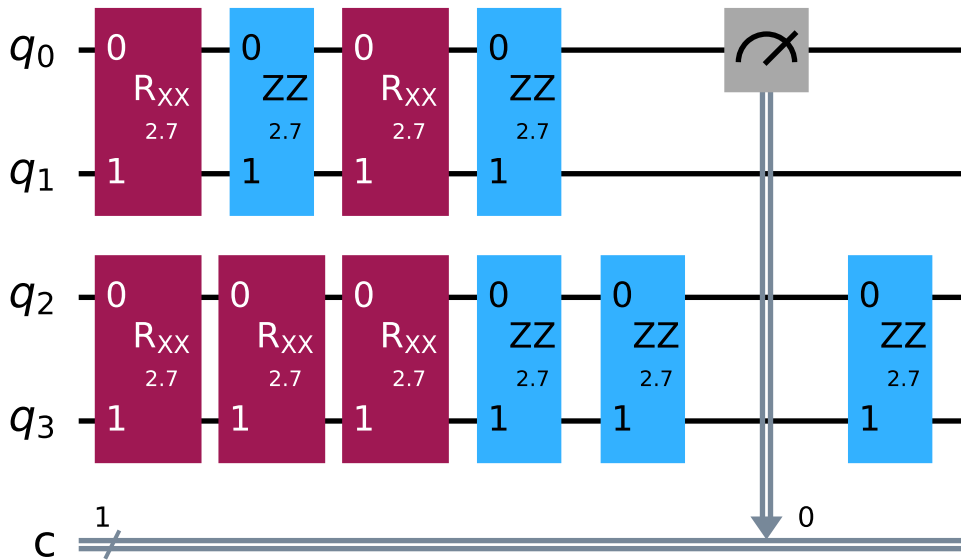 q0 0 0 0 0
RXX ZZ RXX ZZ
2.7 2.7 2.7 2.7
q1 1 1 1 1
q2 0 0 0 0 0 0
RXX RXX RXX ZZ ZZ ZZ
2.7 2.7 2.7 2.7 2.7 2.7
q3 1 1 1 1 1 1
1 0
c